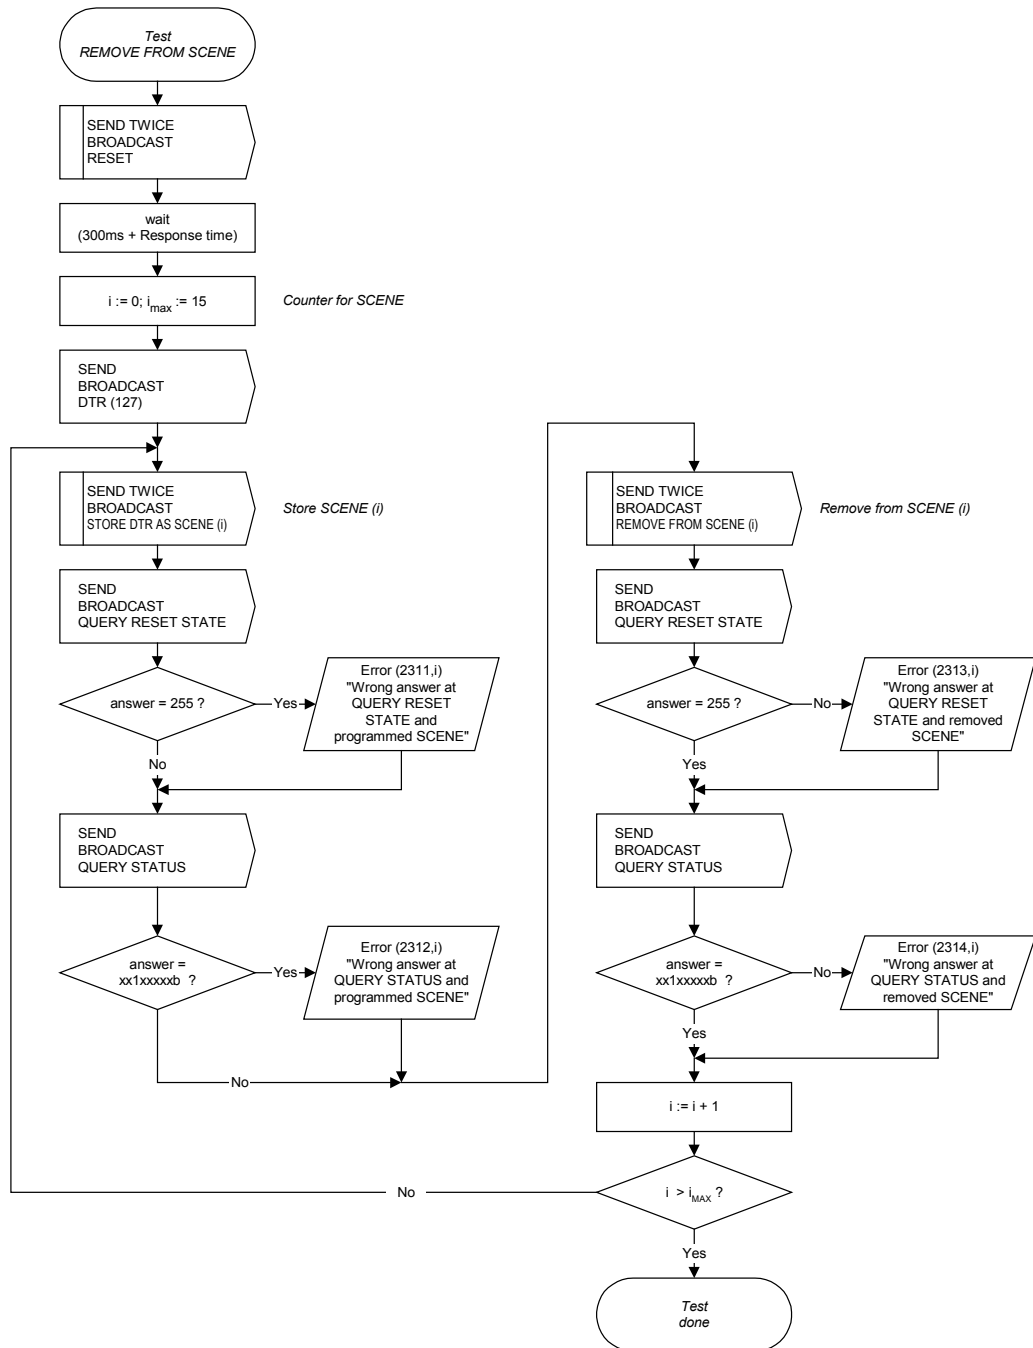 Test
REMOVE FROM SCENE
SEND TWICE
BROADCAST
RESET
wait
(300ms + Response time)
i := 0; imax := 15
Counter for SCENE
SEND
BROADCAST
DTR (127)
SEND TWICE
BROADCAST
STORE DTR AS SCENE (i)
Store SCENE (i)
SEND
BROADCAST
QUERY RESET STATE
answer = 255 ?
Yes
Error (2311,i)
"Wrong answer at
QUERY RESET
STATE and
programmed SCENE"
No
SEND
BROADCAST
QUERY STATUS
answer =
xx1xxxxxb ?
Yes
Error (2312,i)
"Wrong answer at
QUERY STATUS and
programmed SCENE"
No
SEND TWICE
BROADCAST
REMOVE FROM SCENE (i)
Remove from SCENE (i)
SEND
BROADCAST
QUERY RESET STATE
answer = 255 ?
No
Error (2313,i)
"Wrong answer at
QUERY RESET
STATE and removed
SCENE"
Yes
SEND
BROADCAST
QUERY STATUS
answer =
xx1xxxxxb ?
No
Error (2314,i)
"Wrong answer at
QUERY STATUS and
removed SCENE"
Yes
i := i + 1
i > iMAX ?
No
Yes
Test
done